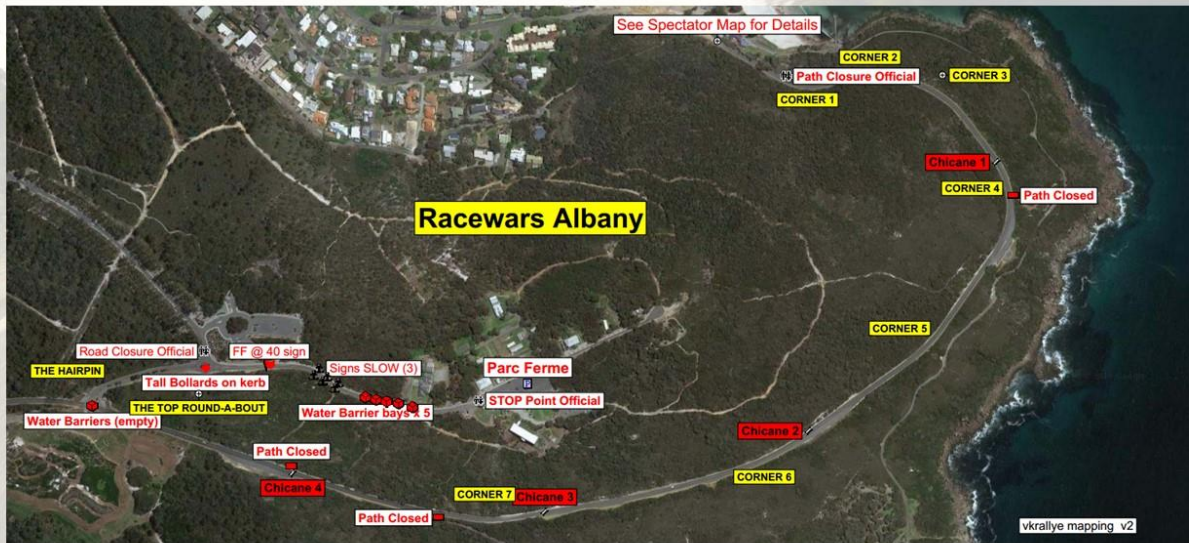 See Spectator Map for Details
CORNER 2
Path Closure Official
CORNER 3
CORNER 1
Chicane 1
CORNER 4
Path Closed
Racewars Albany
CORNER 5
Road Closure Official
FF @ 40 sign
THE HAIRPIN
Signs SLOW (3)
Parc Ferme
P
Tall Bollards on kerb
STOP Point Official
THE TOP ROUND-A-BOUT
Water Barriers (empty)
Water Barrier bays x 5
Chicane 2
Path Closed
CORNER 6
Chicane 4
CORNER 7
Chicane 3
Path Closed
vkrallye mapping v2